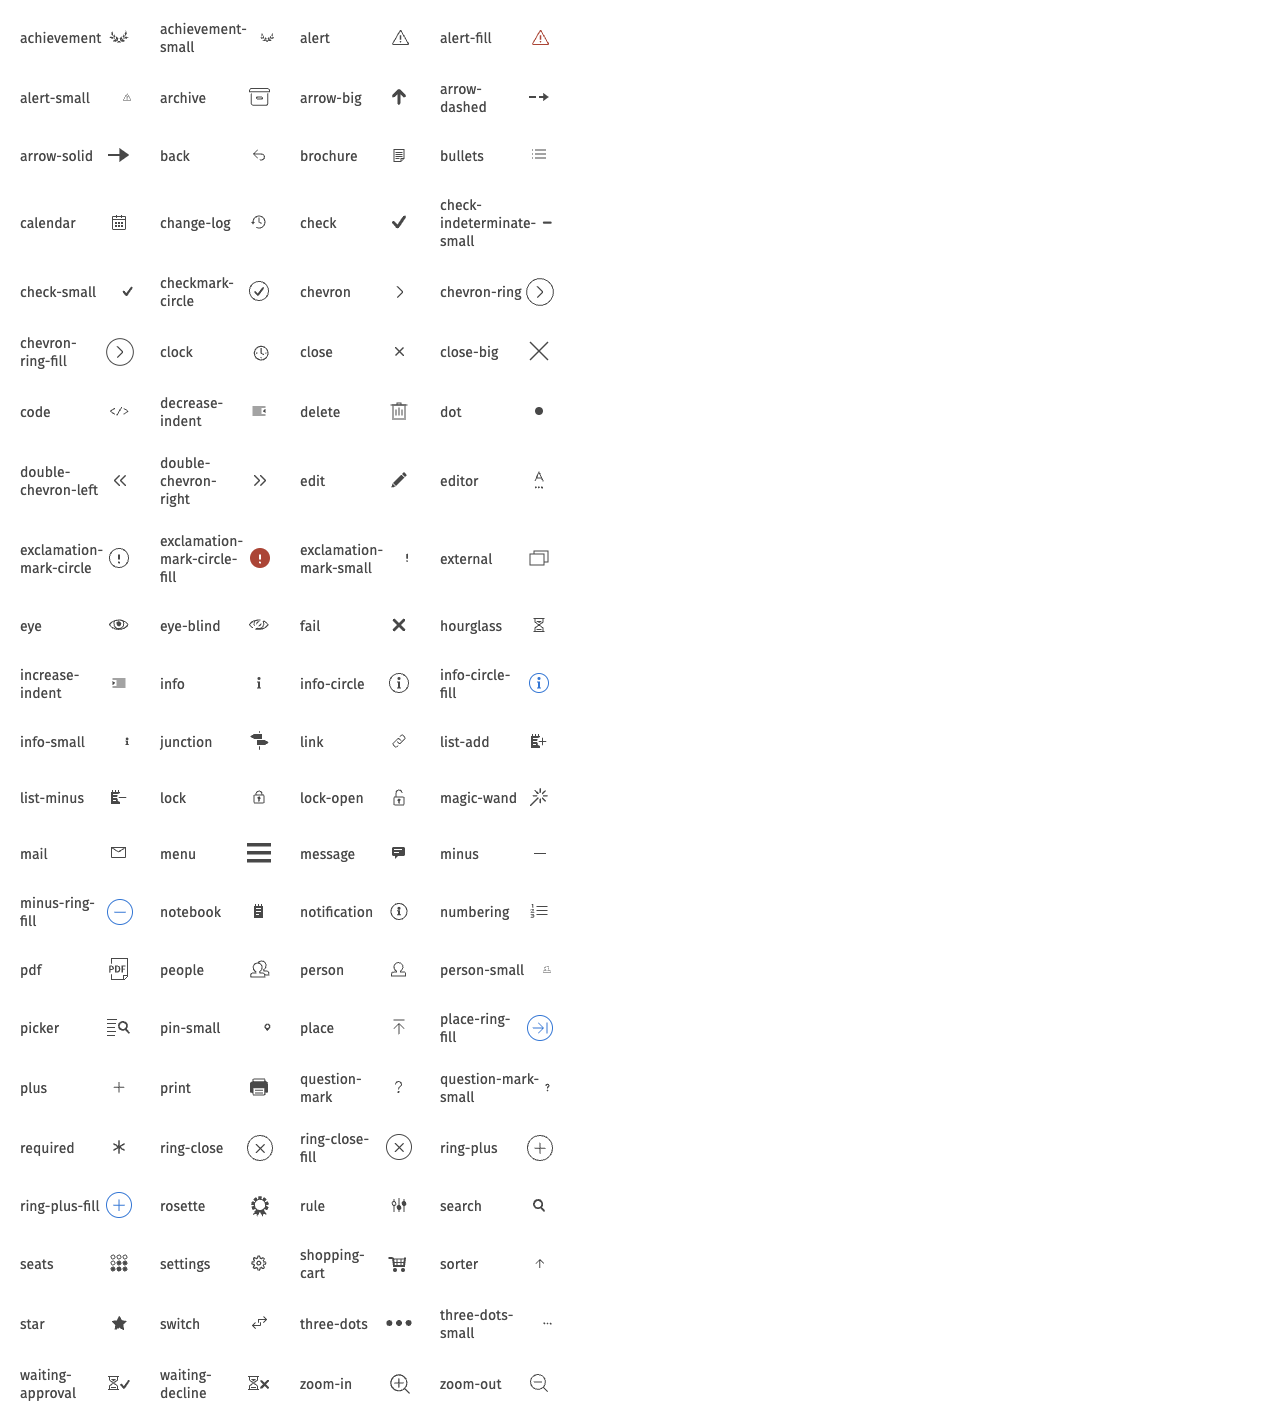 achievement
achievement-
small
alert
alert-fill
alert-small
archive
arrow-big
arrow-
dashed
arrow-solid
back
brochure
bullets
calendar
change-log
check
check-
indeterminate-
small
check-small
checkmark-
circle
chevron
chevron-ring
chevron-
ring-fill
clock
close
close-big
code
decrease-
indent
delete
dot
double-
chevron-left
double-
chevron-
right
edit
editor
exclamation-
mark-circle
exclamation-
mark-circle-
fill
exclamation-
mark-small
external
eye
eye-blind
fail
hourglass
increase-
indent
info
info-circle
info-circle-
fill
info-small
junction
link
list-add
list-minus
lock
lock-open
magic-wand
mail
menu
message
minus
minus-ring-
fill
notebook
notification
numbering
pdf
PDF
people
person
person-small
picker
pin-small
place
place-ring-
fill
plus
print
question-
mark
?
question-mark-
small
?
required
ring-close
ring-close-
fill
ring-plus
ring-plus-fill
rosette
rule
search
seats
settings
shopping-
cart
sorter
star
switch
three-dots
three-dots-
small
waiting-
approval
waiting-
decline
zoom-in
zoom-out